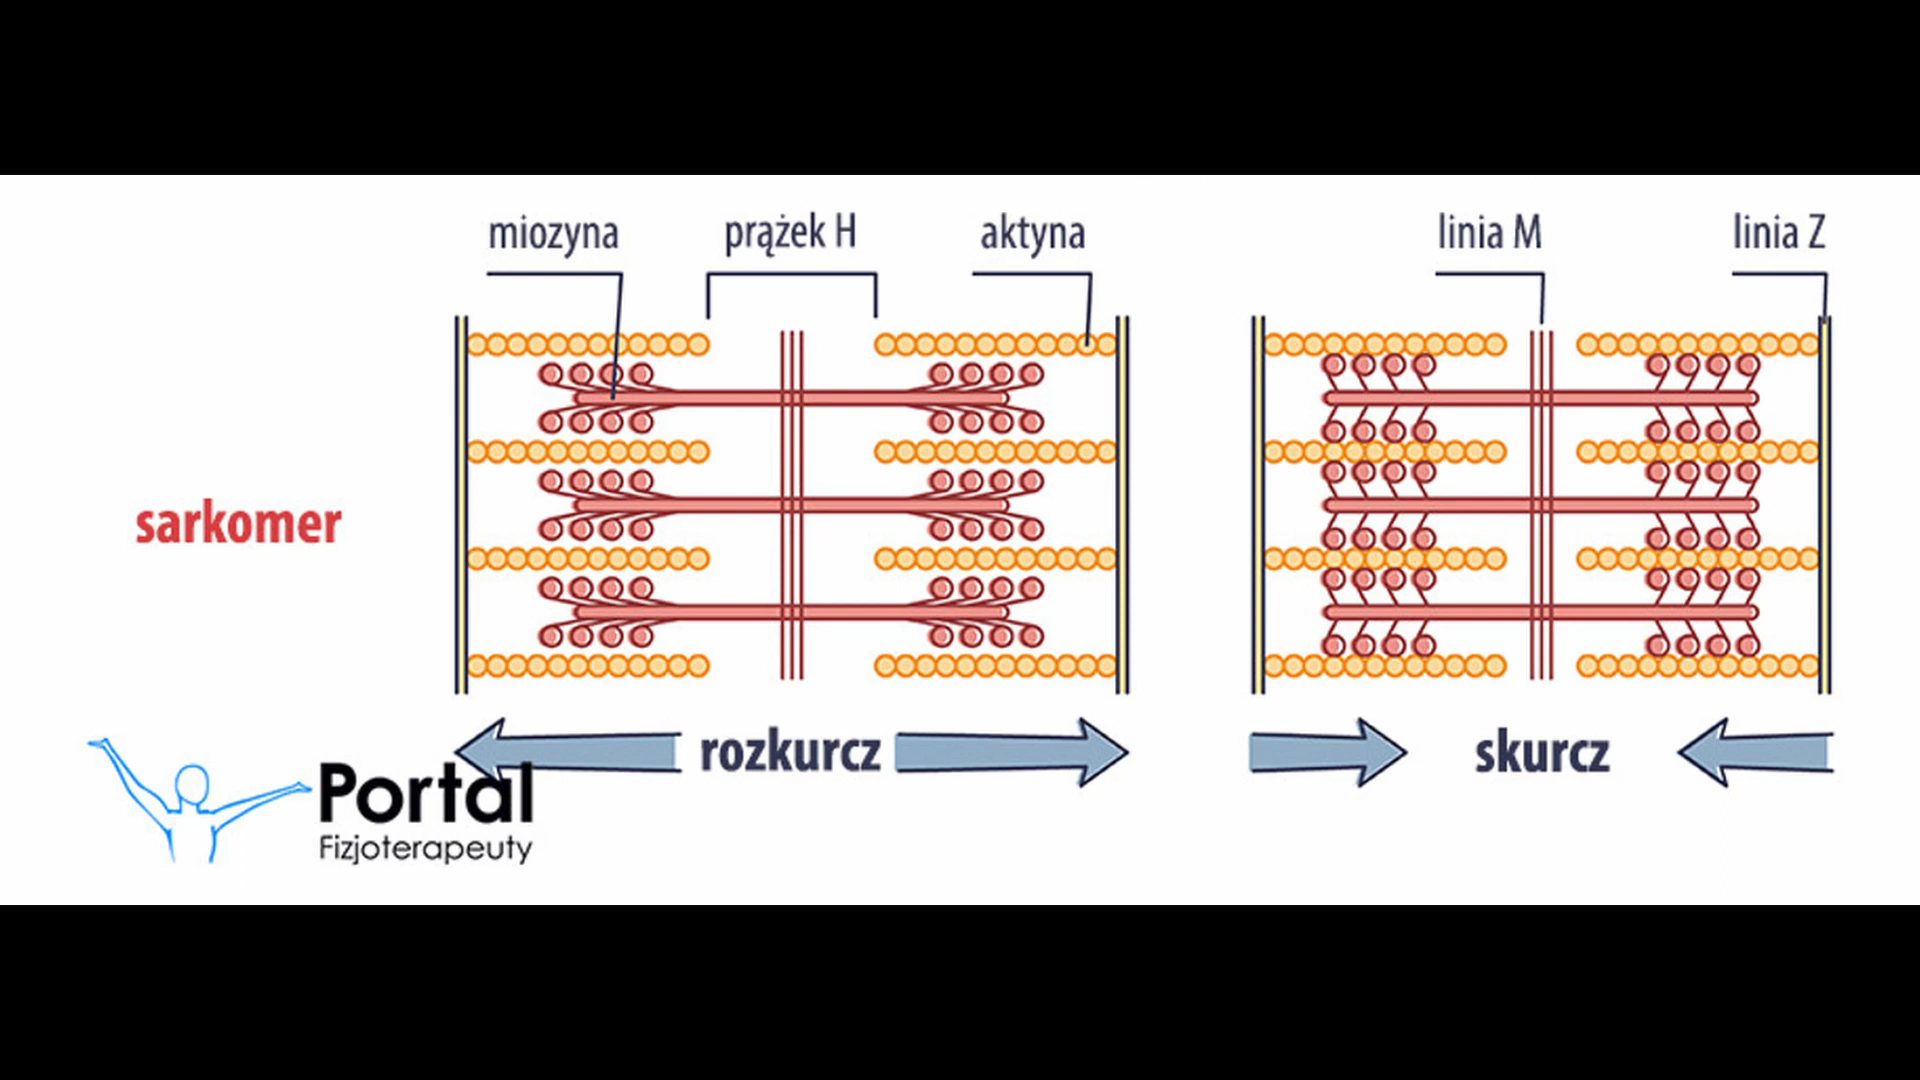 miozyna
prążek H
aktyna
linia M
linia Z
sarkomer
rozkurcz
skurcz
Portal
Fizjoterapeuty